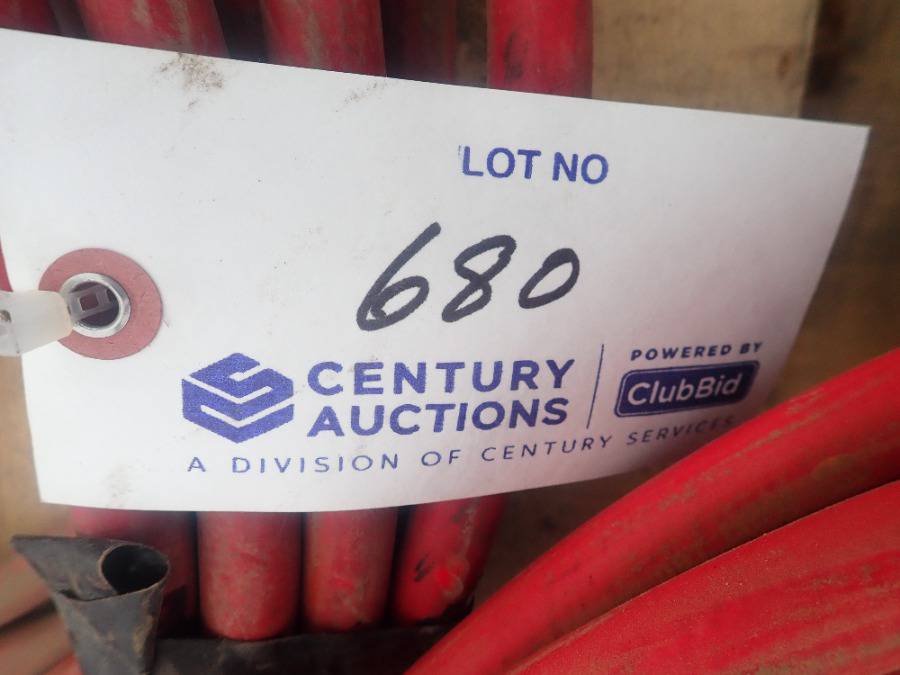 LOT NO
680
CENTURY
AUCTIONS
POWERED BY
ClubBid
A DIVISION OF CENTURY SERVICES